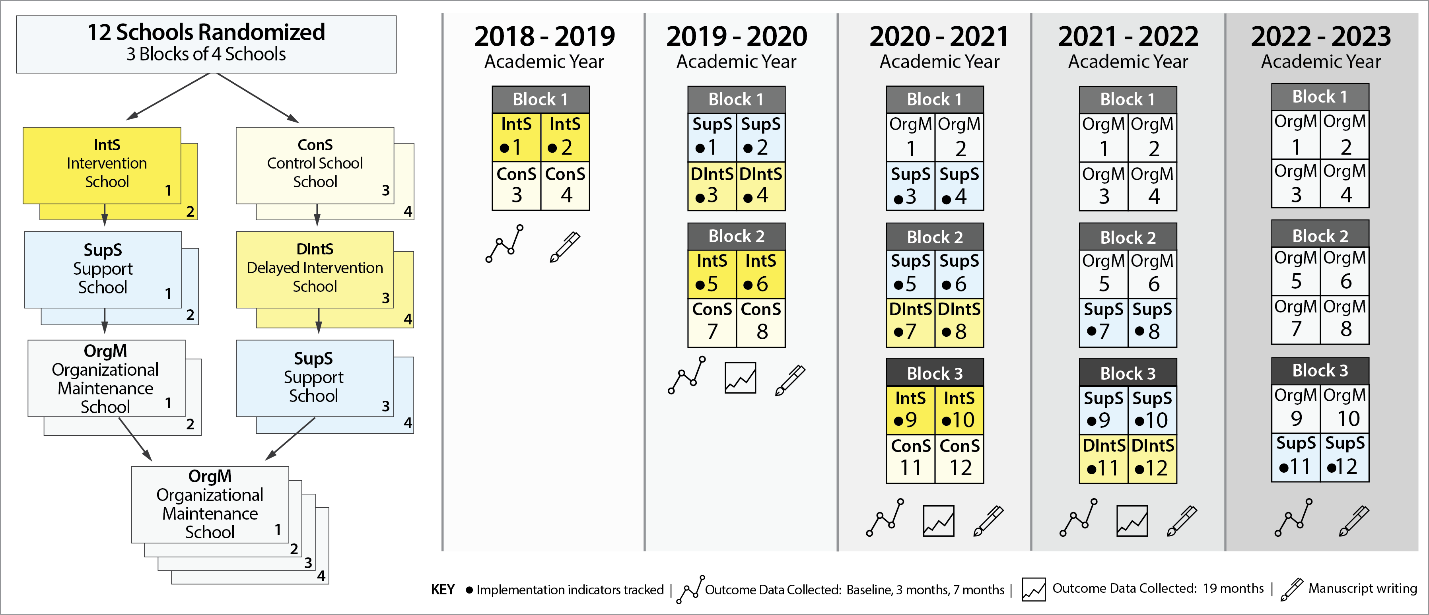 12 Schools Randomized
3 Blocks of 4 Schools
IntS
Intervention
School
1
2
ConS
Control School
School
3
4
SupS
Support
School
1
2
DIntS
Delayed Intervention
School
3
4
OrgM
Organizational
Maintenance
School
1
2
SupS
Support
School
3
4
OrgM
Organizational
Maintenance
School
1
2
3
4
2018 - 2019
Academic Year
Block 1
IntS IntS
1 2
ConS ConS
3 4
2019 - 2020
Academic Year
Block 1
SupS SupS
1 2
DIntS DIntS
3 4
Block 2
IntS IntS
5 6
ConS ConS
7 8
2020 - 2021
Academic Year
Block 1
OrgM OrgM
1 2
SupS SupS
3 4
Block 2
SupS SupS
5 6
DIntS DIntS
7 8
Block 3
IntS IntS
9 10
ConS ConS
11 12
2021 - 2022
Academic Year
Block 1
OrgM OrgM
1 2
OrgM OrgM
3 4
Block 2
OrgM OrgM
5 6
SupS SupS
7 8
Block 3
SupS SupS
9 10
DIntS DIntS
11 12
2022 - 2023
Academic Year
Block 1
OrgM OrgM
1 2
OrgM OrgM
3 4
Block 2
OrgM OrgM
5 6
OrgM OrgM
7 8
Block 3
OrgM OrgM
9 10
SupS SupS
11 12
KEY ● Implementation indicators tracked | Outcome Data Collected: Baseline, 3 months, 7 months | Outcome Data Collected: 19 months | Manuscript writing